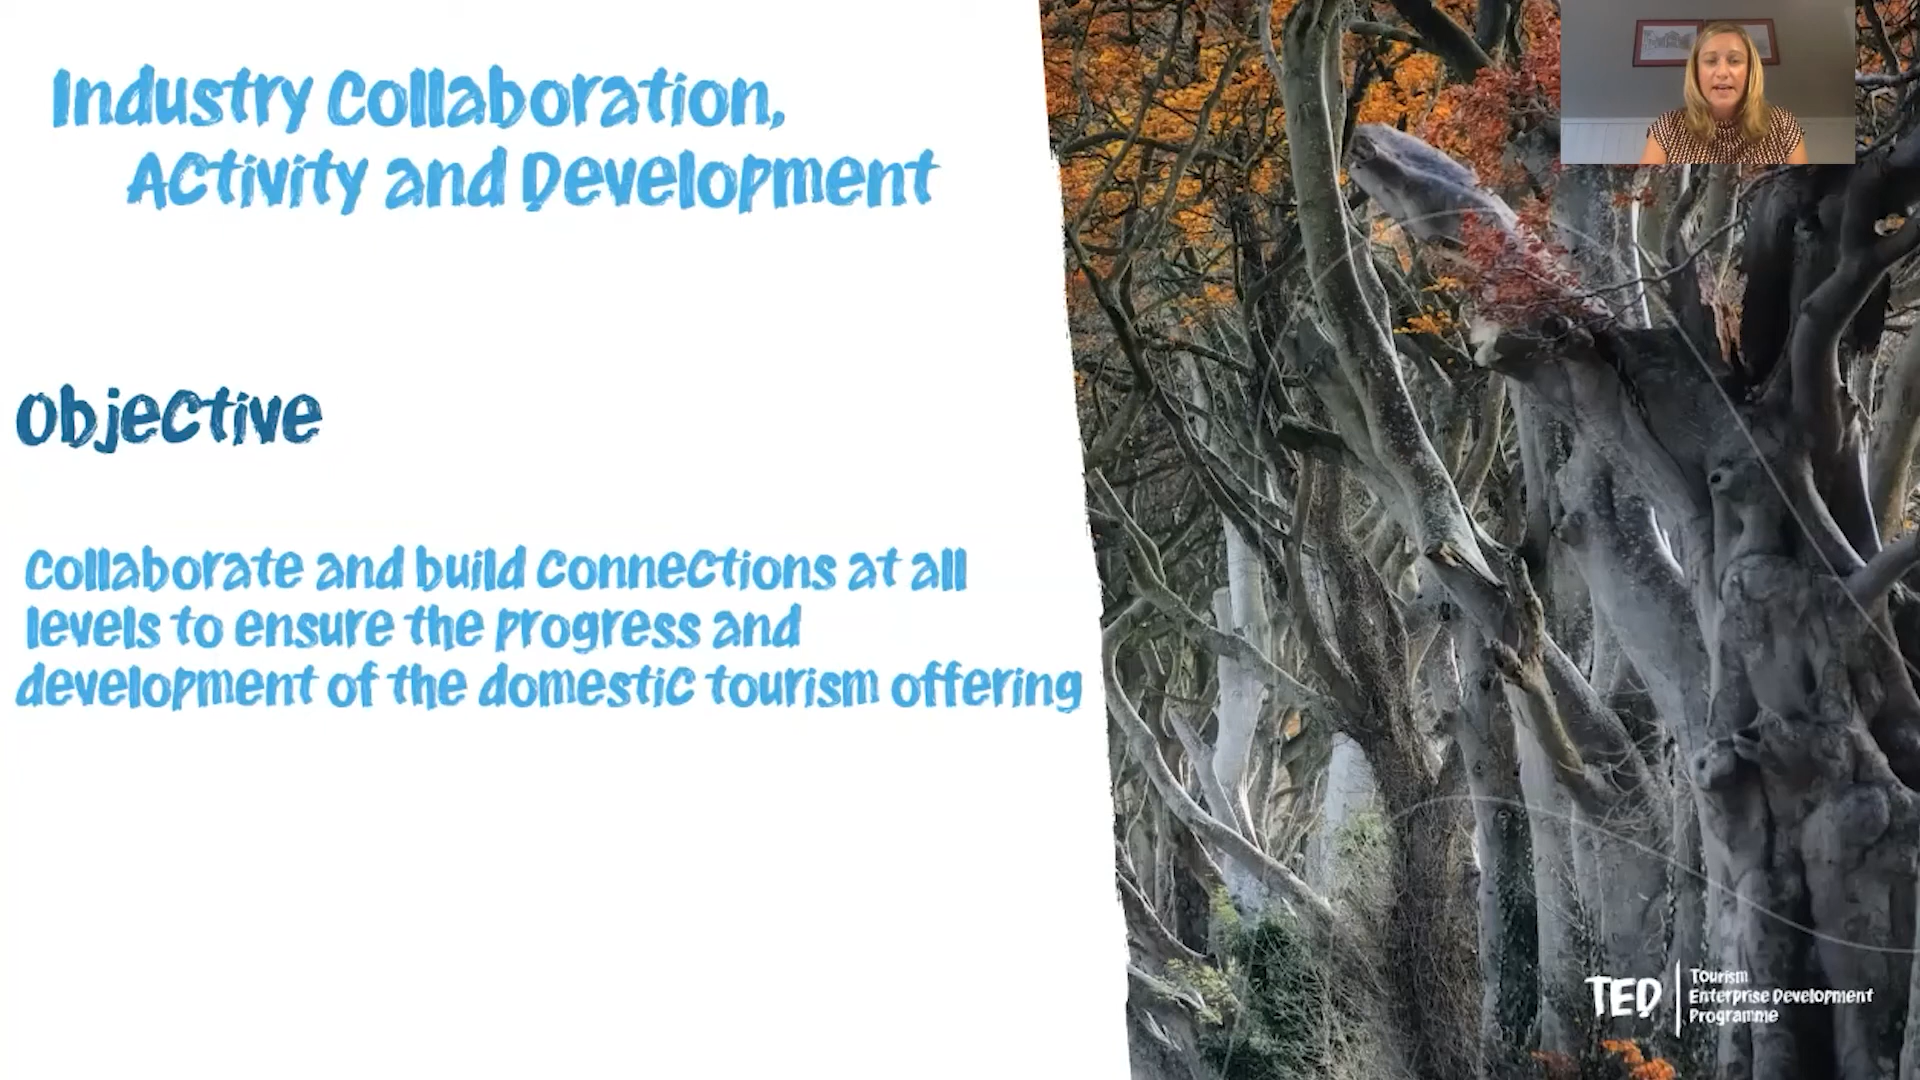 Industry Collaboration,
Activity and Development
Objective
Collaborate and build connections at all
levels to ensure the progress and
development of the domestic tourism offering
TED
Tourism
Enterprise Development
Programme